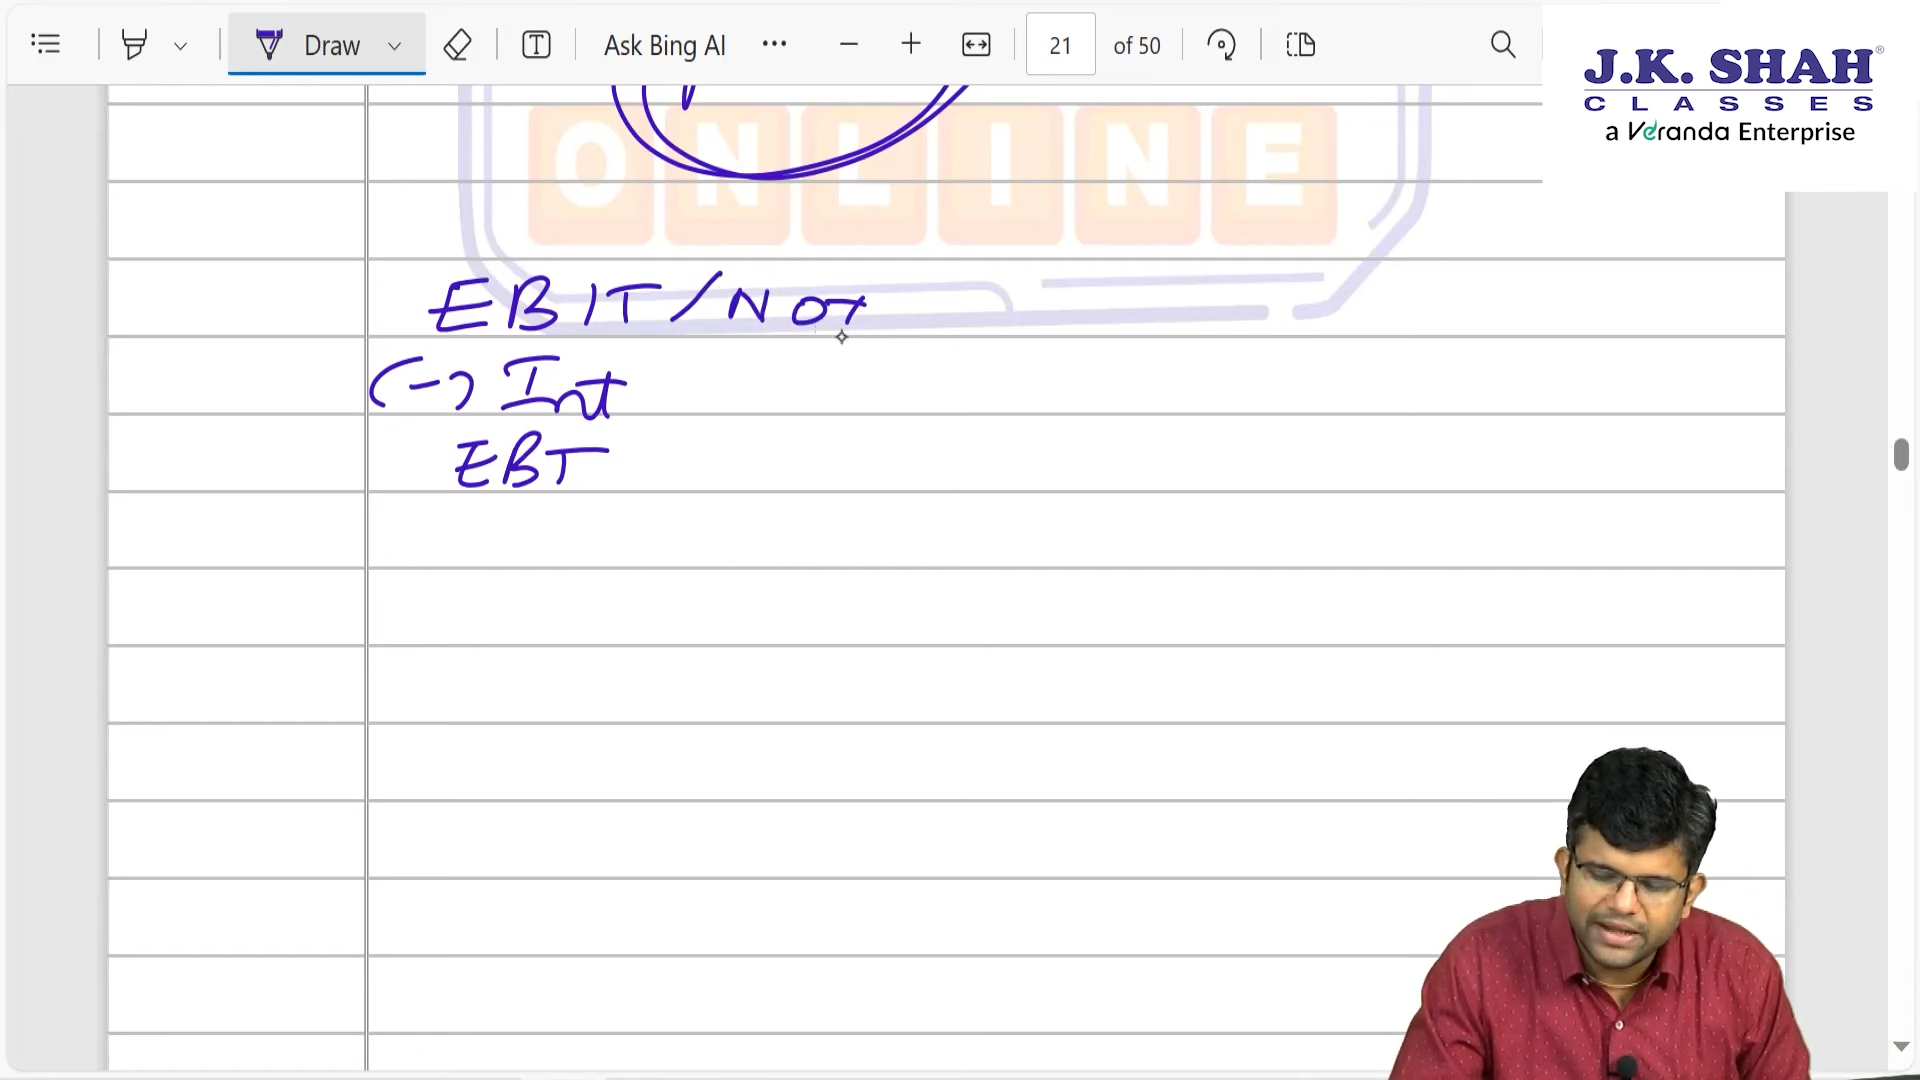 Draw
Ask Bing AI
21 of 50
J.K. SHAH®
CLASSES
a Veranda Enterprise
ONLINE
EBIT/NOI
(-) Int
EBT